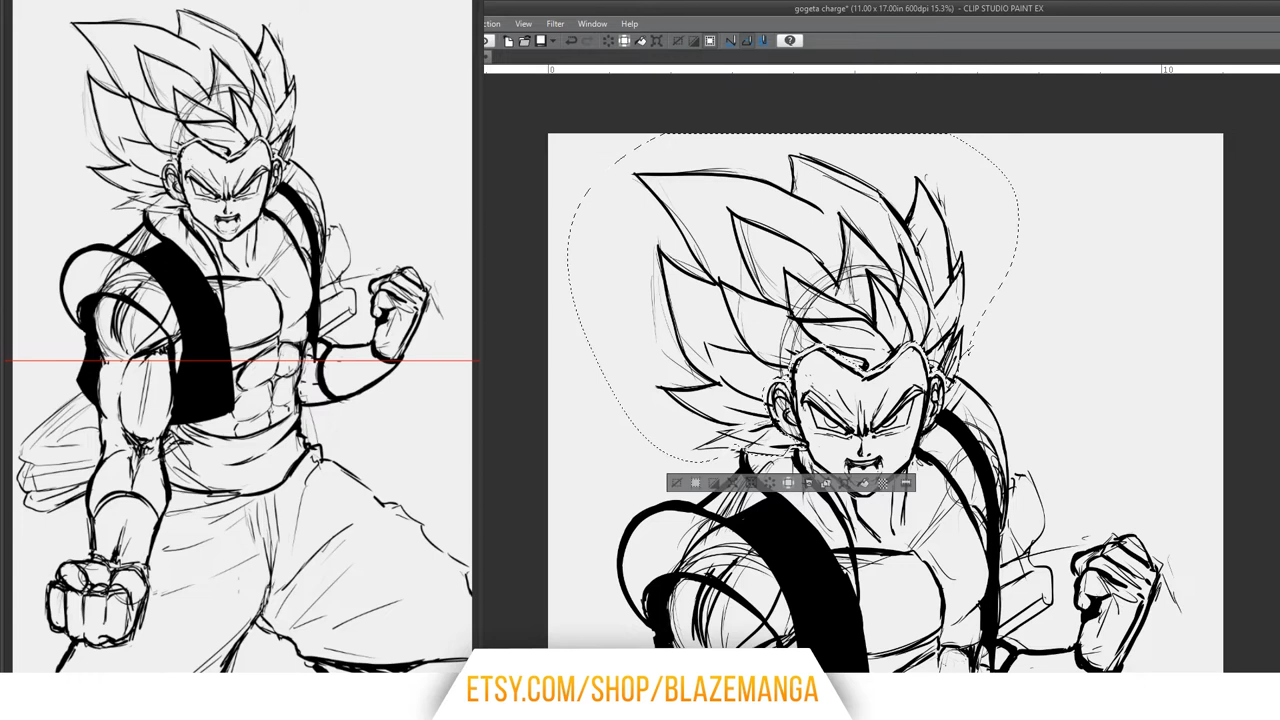 gogeta charge* (11.00 x 17.00in 600dpi 15.3%) - CLIP STUDIO PAINT EX
ction View Filter Window Help
0 10
ETSY.COM/SHOP/BLAZEMANGA